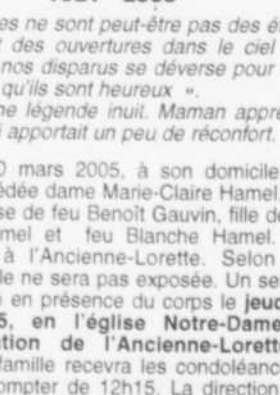 es ne sont peut-être pas des ét
des ouvertures dans le ciel
nos disparus se déverse pour
qu'ils sont heureux ».
ne légende inuit. Maman appré
apportait un peu de réconfort.
0 mars 2005, à son domicile
édée dame Marie-Claire Hamel,
se de feu Benoît Gauvin, fille de
mel et feu Blanche Hamel.
à l'Ancienne-Lorette. Selon
le ne sera pas exposée. Un se
en présence du corps le jeud
5, en l'église Notre-Dame
tion de l'Ancienne-Lorett
famille recevra les condoléanc
ompter de 12h15. La direction